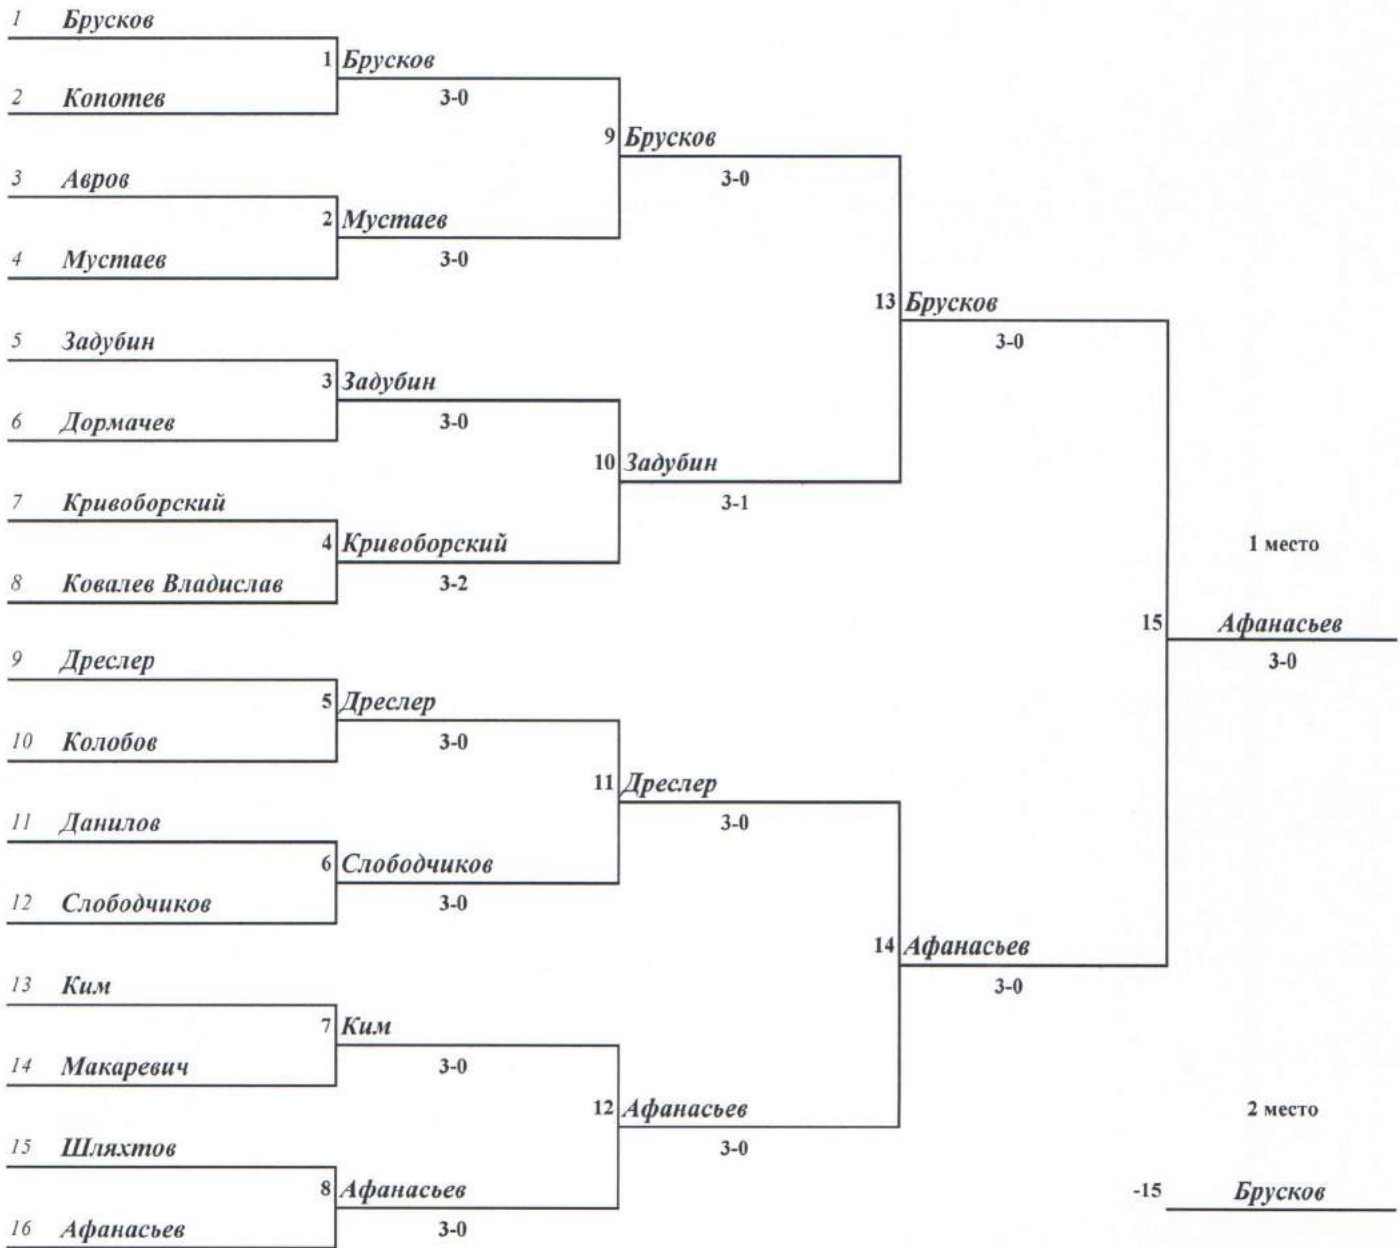 1 Брусков
1 Брусков
2 Копотев
3-0
9 Брусков
3 Авров
3-0
2 Мустаев
4 Мустаев
3-0
13 Брусков
5 Задубин
3-0
3 Задубин
6 Дормачев
3-0
10 Задубин
7 Кривоборский
3-1
4 Кривоборский
1 место
8 Ковалев Владислав
3-2
15 Афанасьев
9 Дреслер
3-0
5 Дреслер
10 Колобов
3-0
11 Дреслер
11 Данилов
3-0
6 Слободчиков
12 Слободчиков
3-0
14 Афанасьев
13 Ким
3-0
7 Ким
14 Макаревич
3-0
12 Афанасьев
2 место
15 Шляхтов
3-0
8 Афанасьев
-15 Брусков
16 Афанасьев
3-0